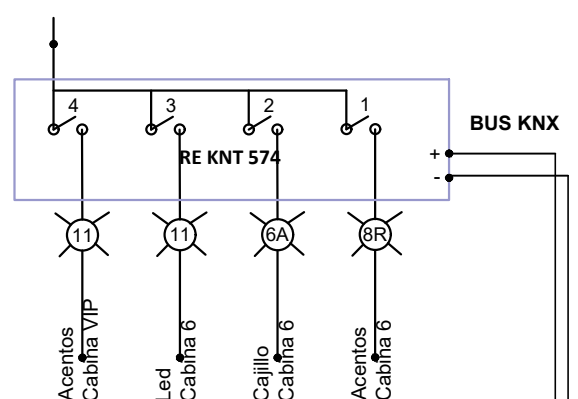 4 3 2 1
BUS KNX
RE KNT 574
+
-
11 11 6A 8R
Acentos
Cabina VIP
Led
Cabina 6
Cajillo
Cabina 6
Acentos
Cabina 6